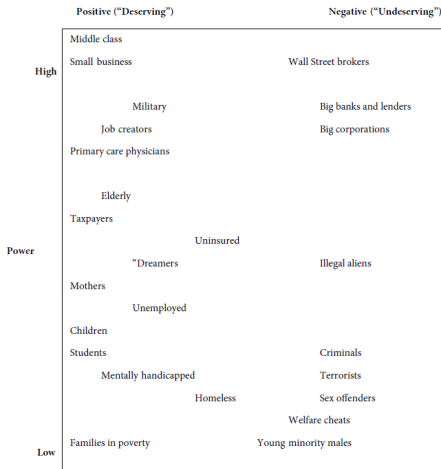 Positive (“Deserving”) Negative (“Undeserving”)
Middle class
Small business Wall Street brokers
High
Military Big banks and lenders
Job creators Big corporations
Primary care physicians
Elderly
Taxpayers
Uninsured
Power
“Dreamers Illegal aliens
Mothers
Unemployed
Children
Students Criminals
Mentally handicapped Terrorists
Homeless Sex offenders
Welfare cheats
Low Families in poverty Young minority males